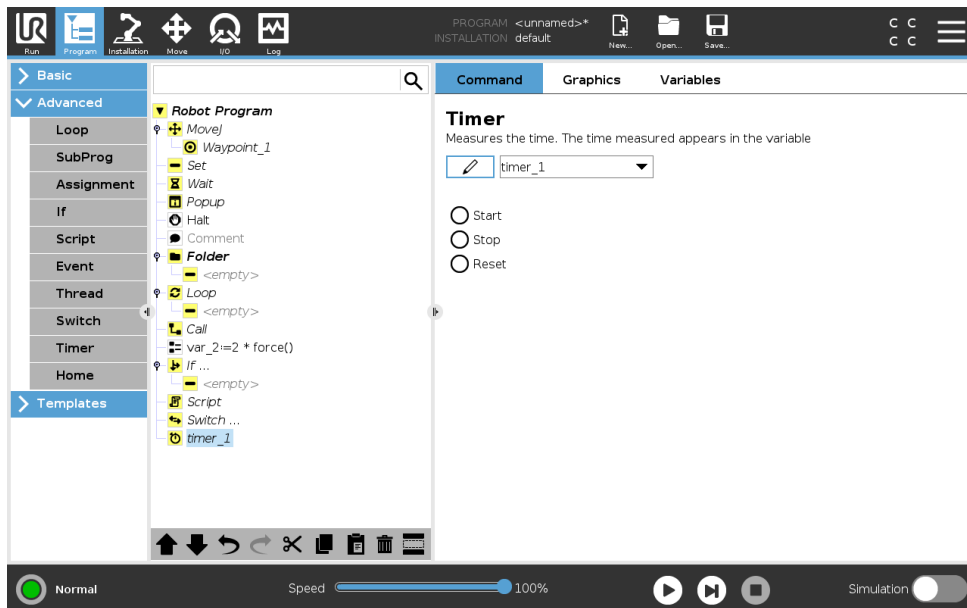 PROGRAM <unnamed>*
INSTALLATION default
Run
Program
Installation
Move
I/O
Log
New...
Open...
Save...
C C
C C
Basic
Advanced
Loop
SubProg
Assignment
If
Script
Event
Thread
Switch
Timer
Home
Templates
Robot Program
MoveJ
Waypoint_1
Set
Wait
Popup
Halt
Comment
Folder
<empty>
Loop
<empty>
Call
var_2:=2 * force()
If ...
<empty>
Script
Switch ...
timer_1
Command
Graphics
Variables
Timer
Measures the time. The time measured appears in the variable
timer_1
Start
Stop
Reset
Normal
Speed
100%
Simulation